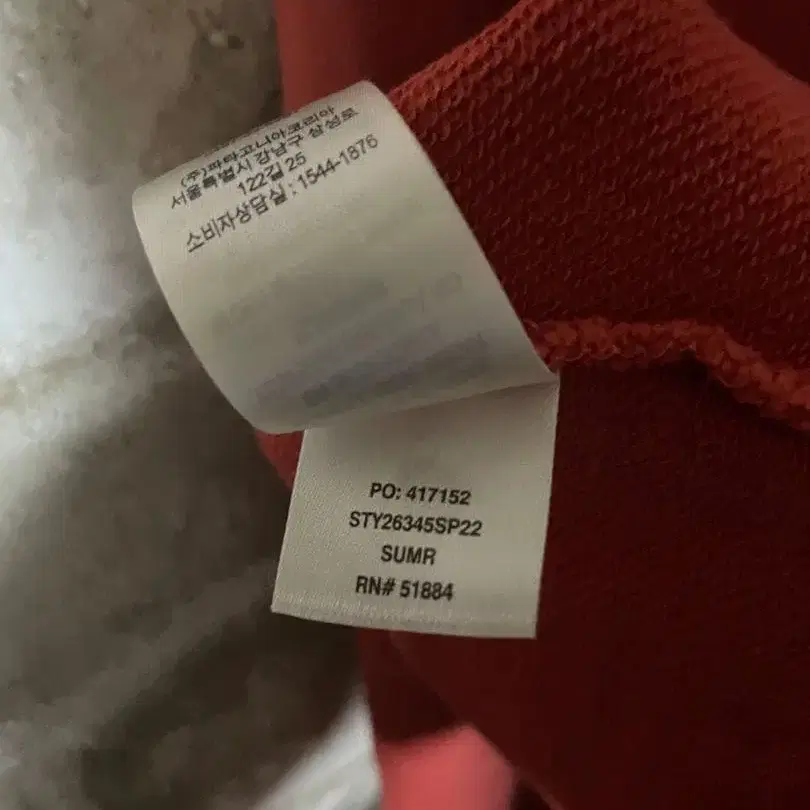 (주)파타고니아코리아
서울특별시 강남구 삼성로
122길 25
소비자상담실 : 1544-1876
PO: 417152
STY26345SP22
SUMR
RN# 51884